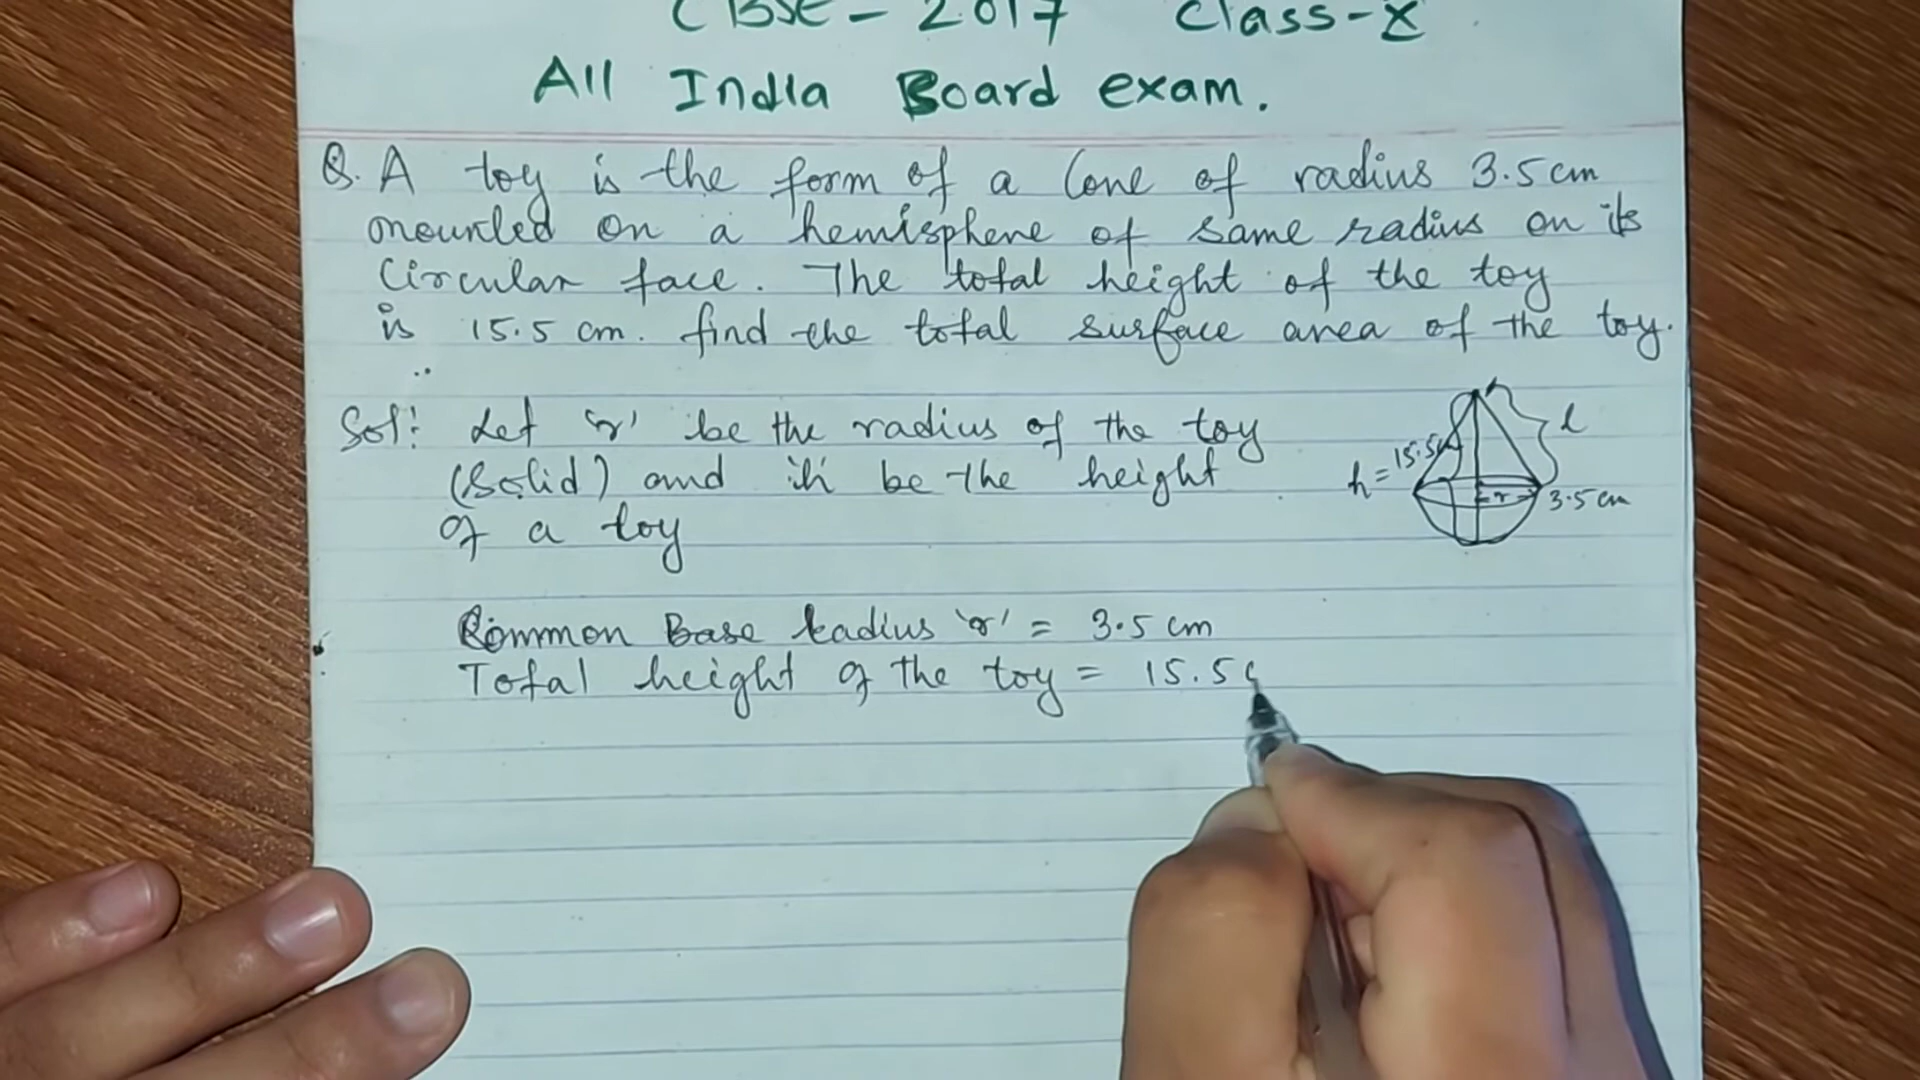 CBSE - 2017 Class-X
All India Board exam.
Q. A toy is the form of a Cone of radius 3.5 cm
mounted on a hemisphere of same radius on its
Circular face. The total height of the toy
is 15.5 cm. find the total surface area of the toy.
Sol: Let 'r' be the radius of the toy
(Solid) and 'h' be the height
of a toy
h = 15.5cm
l
r
3.5 cm
Common Base radius 'r' = 3.5 cm
Total height of the toy = 15.5 c